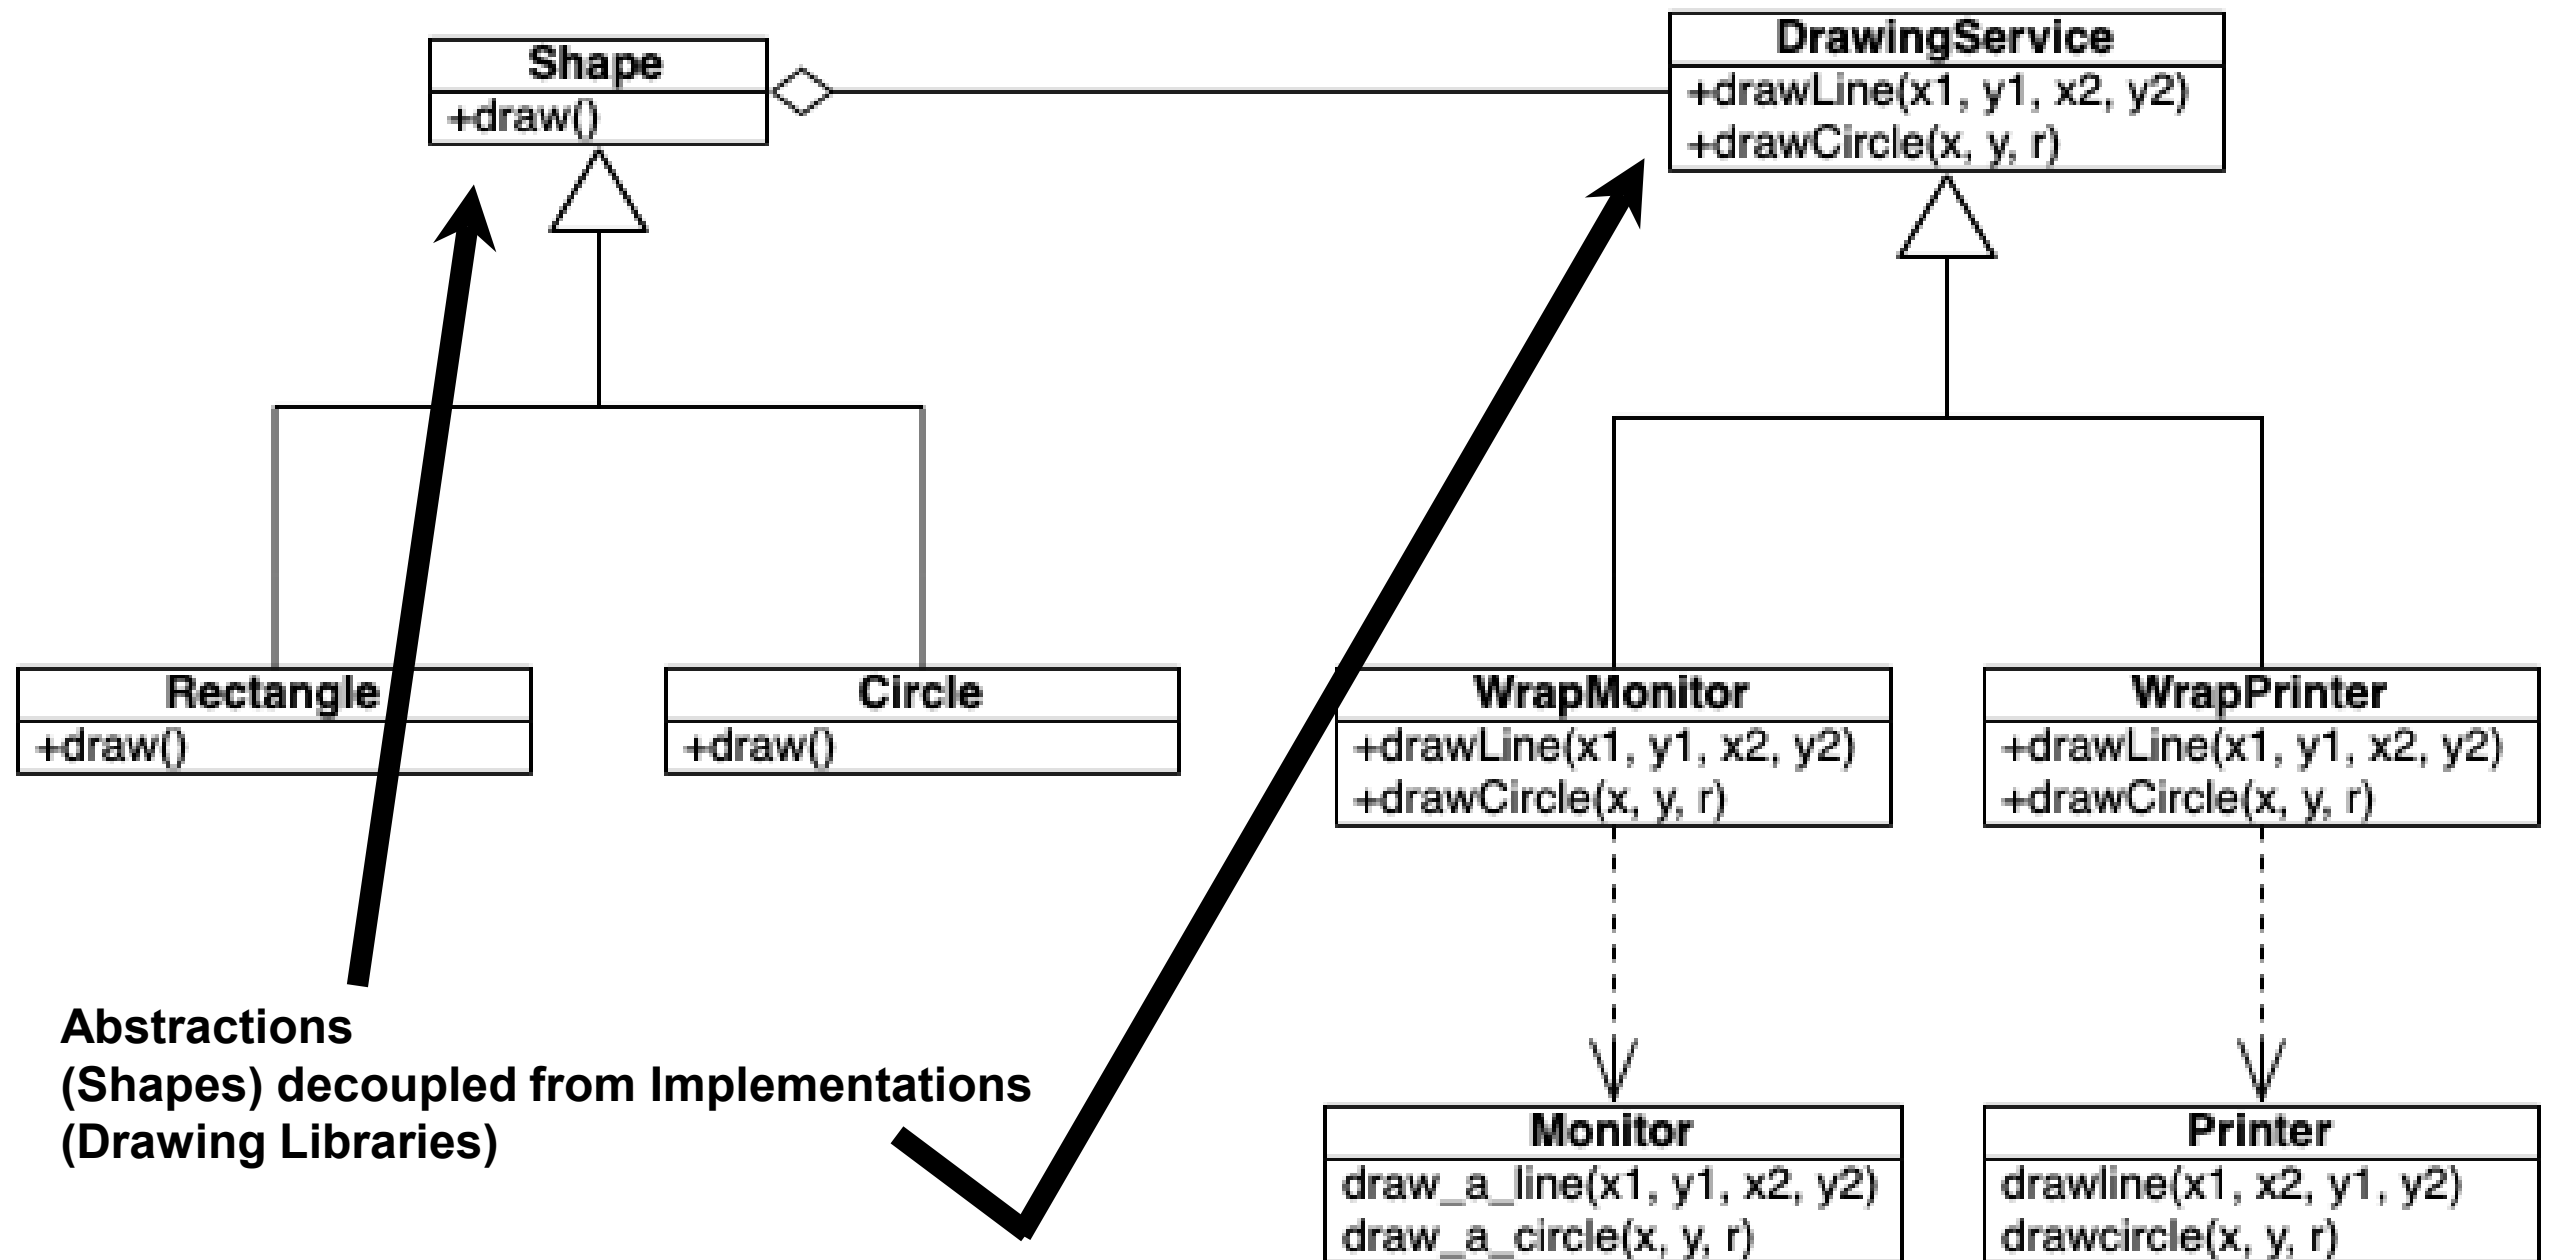 Shape
+draw()
DrawingService
+drawLine(x1, y1, x2, y2)
+drawCircle(x, y, r)
Rectangle
+draw()
Circle
+draw()
WrapMonitor
+drawLine(x1, y1, x2, y2)
+drawCircle(x, y, r)
WrapPrinter
+drawLine(x1, y1, x2, y2)
+drawCircle(x, y, r)
Abstractions
(Shapes) decoupled from Implementations
(Drawing Libraries)
Monitor
draw_a_line(x1, y1, x2, y2)
draw_a_circle(x, y, r)
Printer
drawline(x1, x2, y1, y2)
drawcircle(x, y, r)